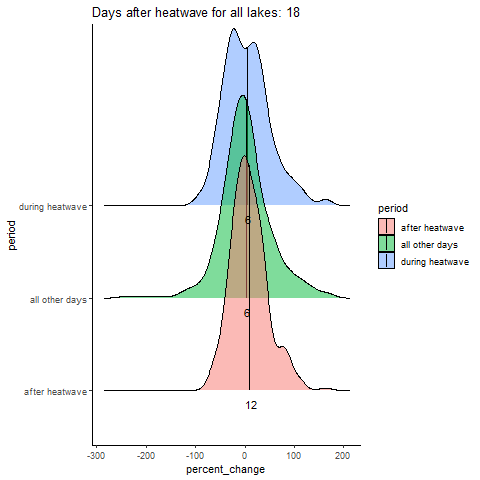 Days after heatwave for all lakes: 18
period
during heatwave
all other days
after heatwave
6
6
12
-300
-200
-100
0
100
200
percent_change
period
after heatwave
all other days
during heatwave